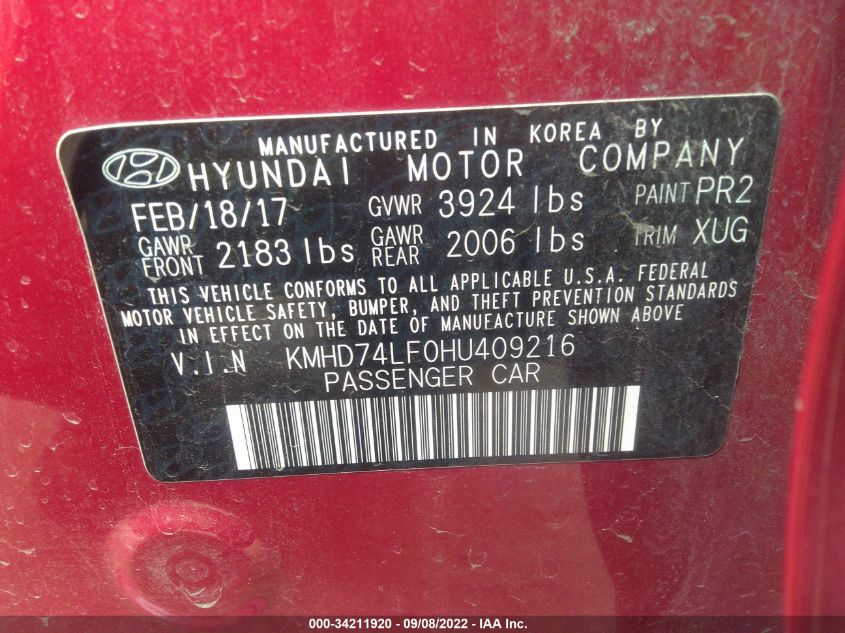 MANUFACTURED IN KOREA BY
HYUNDAI MOTOR COMPANY
FEB/18/17 GVWR 3924 lbs PAINT PR2
GAWR FRONT 2183 lbs GAWR REAR 2006 lbs TRIM XUG
THIS VEHICLE CONFORMS TO ALL APPLICABLE U.S.A. FEDERAL
MOTOR VEHICLE SAFETY, BUMPER, AND THEFT PREVENTION STANDARDS
IN EFFECT ON THE DATE OF MANUFACTURE SHOWN ABOVE
V.I.N KMHD74LF0HU409216
PASSENGER CAR
000-34211920 - 09/08/2022 - IAA Inc.